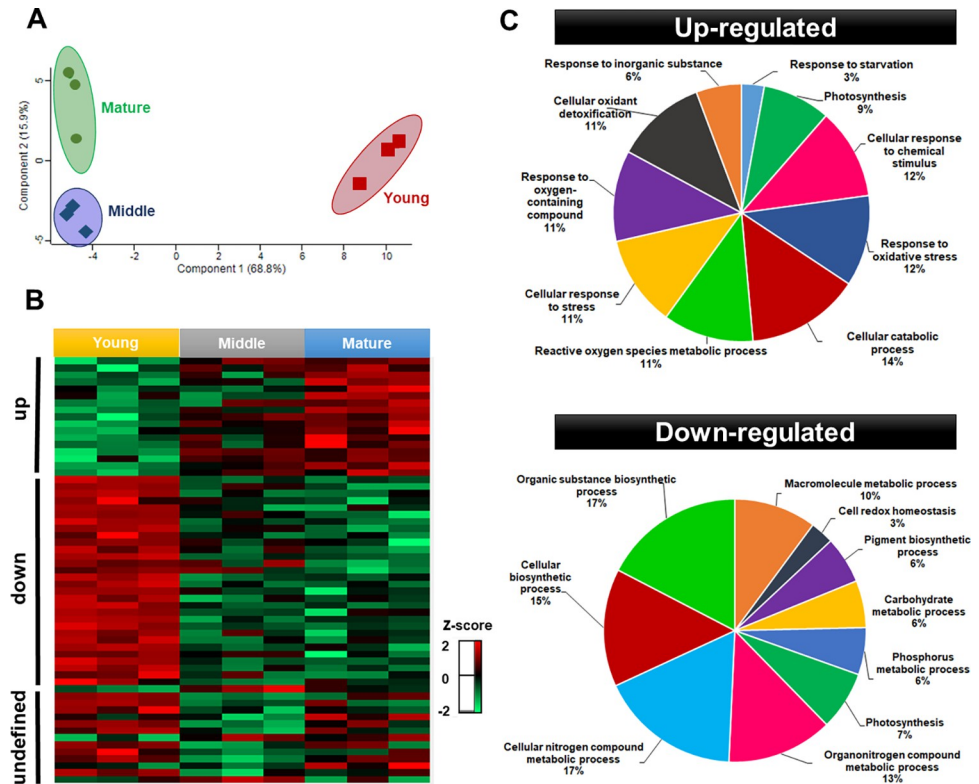 A
Component 2 (15.9%)
5
0
-5
Mature
Middle
Young
-4
-2
0
2
4
6
8
10
Component 1 (68.8%)
B
Young
Middle
Mature
up
down
undefined
Z-score
2
0
-2
C
Up-regulated
Response to inorganic substance
6%
Response to starvation
3%
Photosynthesis
9%
Cellular response
to chemical
stimulus
12%
Response to
oxidative stress
12%
Cellular catabolic
process
14%
Reactive oxygen species metabolic process
11%
Cellular response
to stress
11%
Response to
oxygen-
containing
compound
11%
Cellular oxidant
detoxification
11%
Down-regulated
Organic substance biosynthetic
process
17%
Macromolecule metabolic process
10%
Cell redox homeostasis
3%
Pigment biosynthetic
process
6%
Carbohydrate
metabolic process
6%
Phosphorus
metabolic process
6%
Photosynthesis
7%
Organonitrogen compound
metabolic process
13%
Cellular nitrogen compound
metabolic process
17%
Cellular
biosynthetic
process
15%